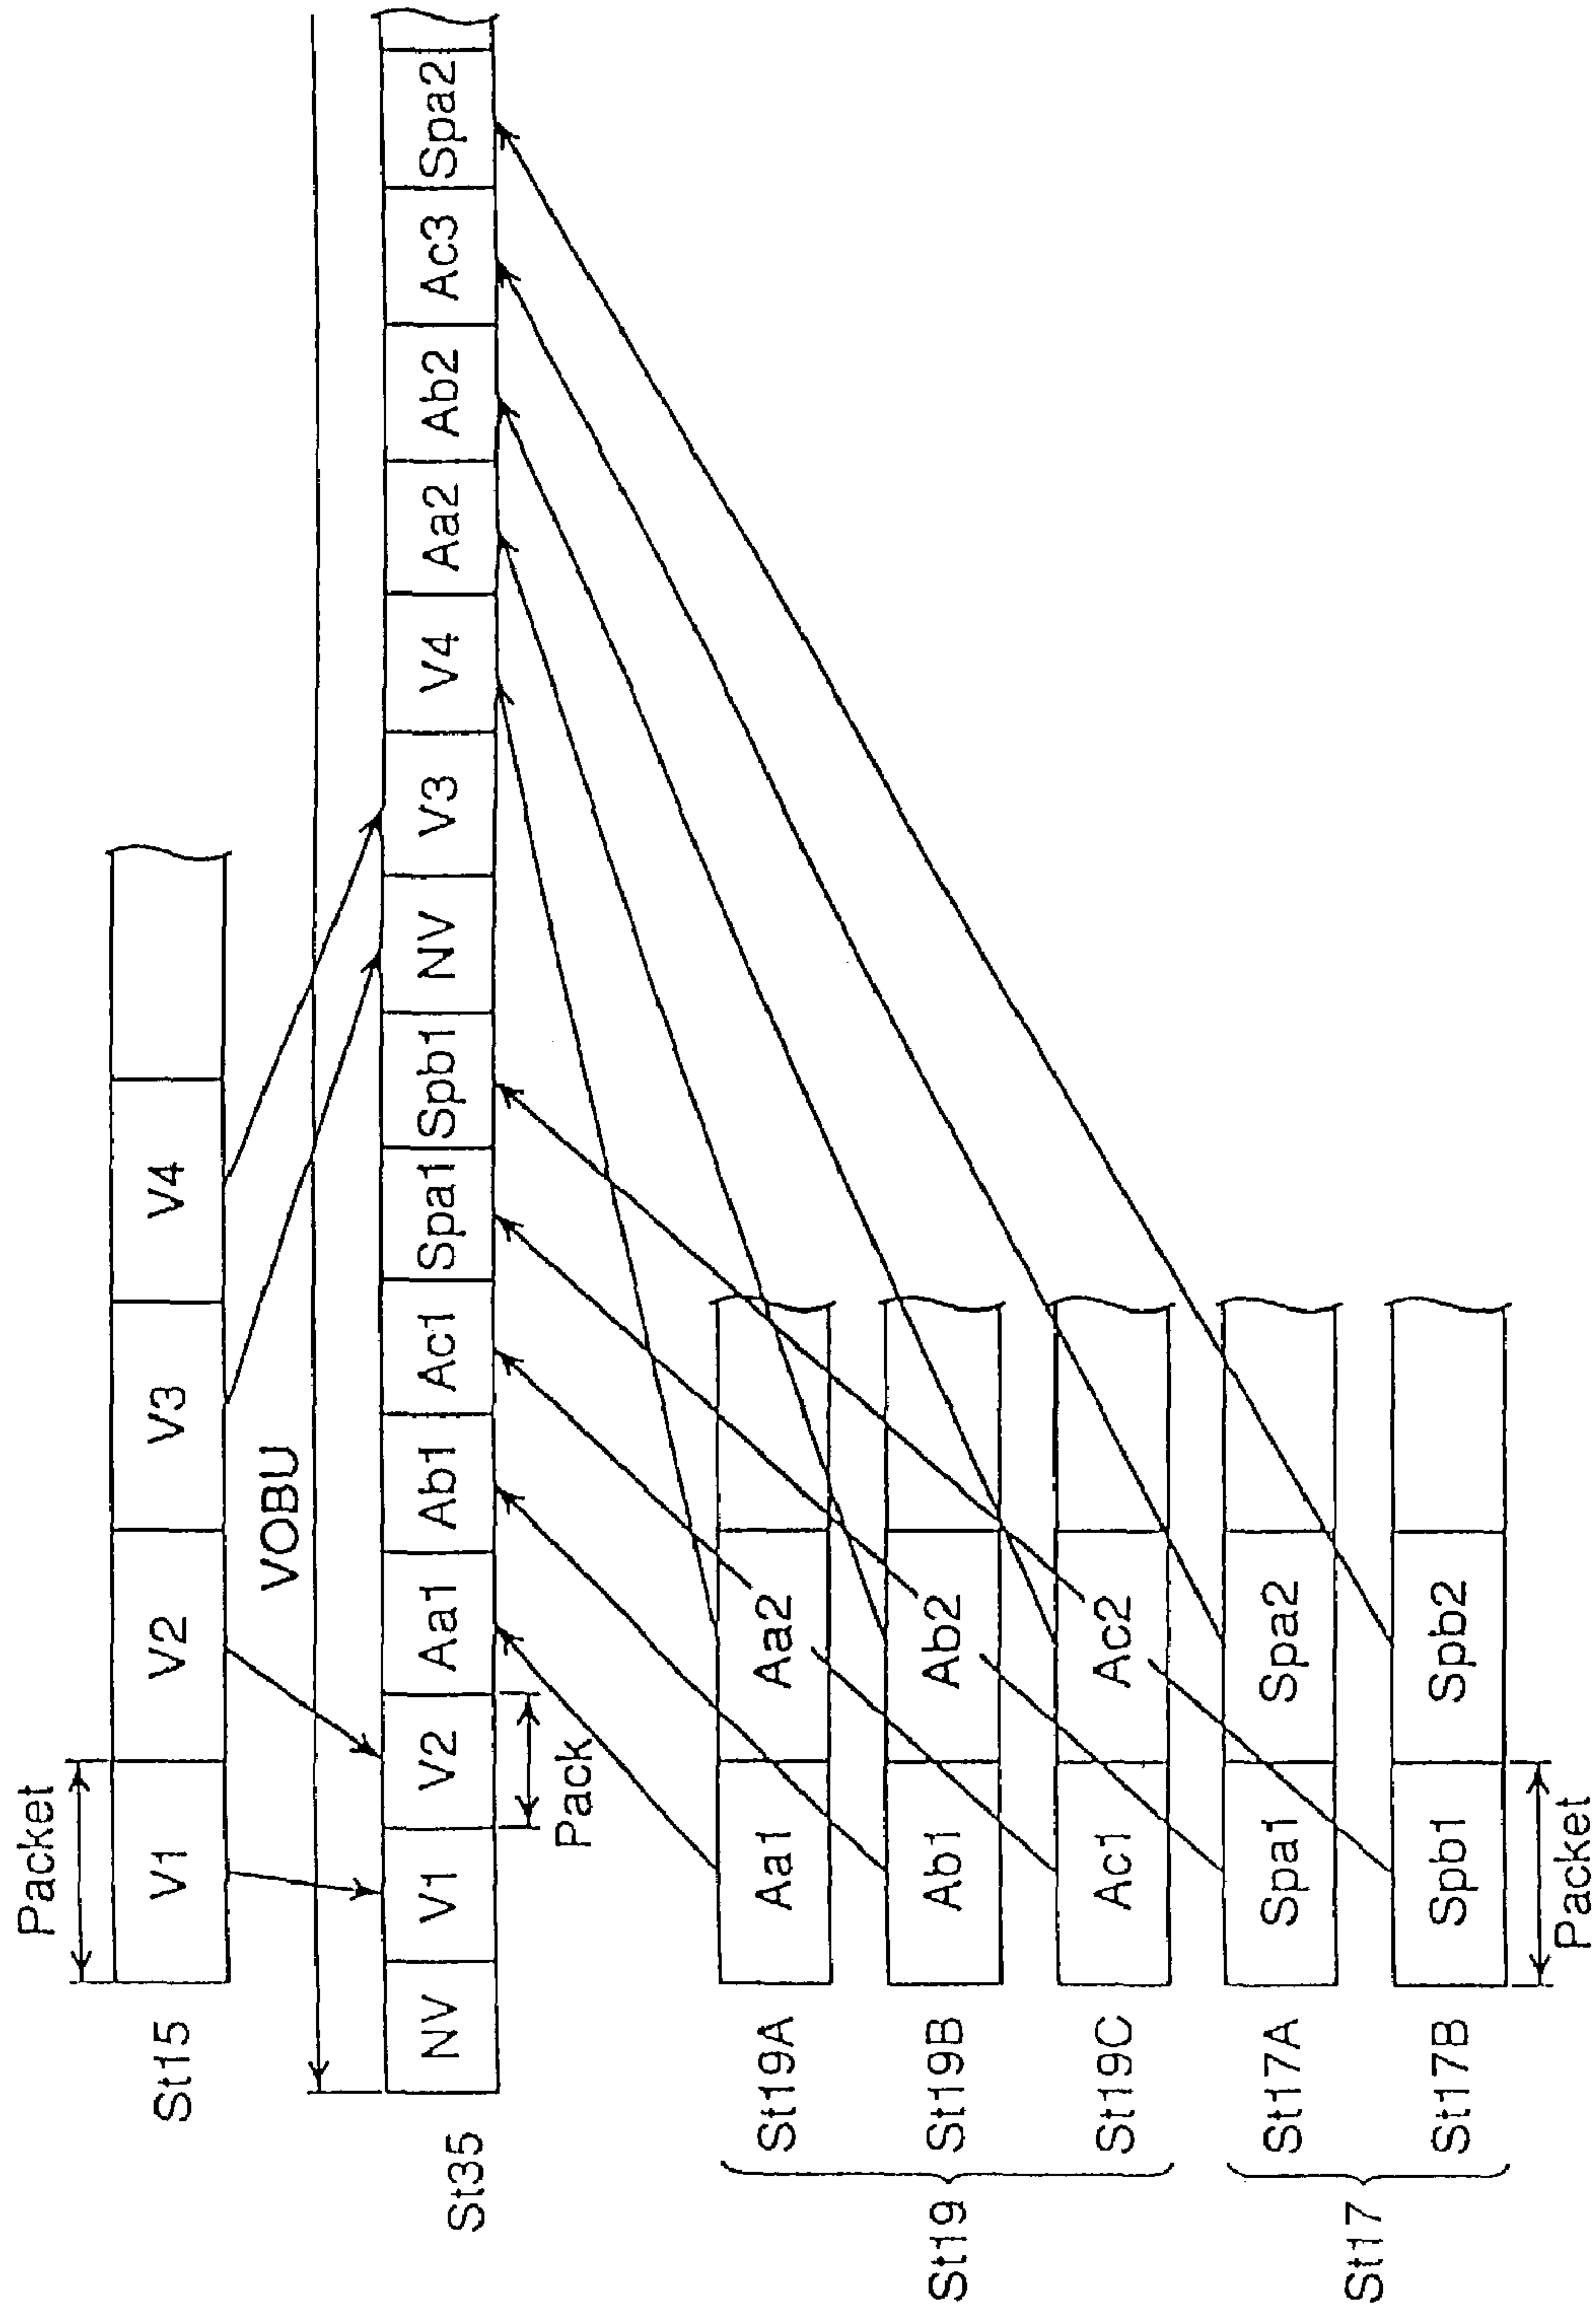 Packet
St15 V1 V2 V3 V4
VOBU
St35 NV V1 V2 Aa1 Ab1 Ac1 Spa1 Spb1 NV V3 V4 Aa2 Ab2 Ac3 Spa2
Pack
St19
St19A Aa1 Aa2
St19B Ab1 Ab2
St19C Ac1 Ac2
St17
St17A Spa1 Spa2
St17B Spb1 Spb2
Packet